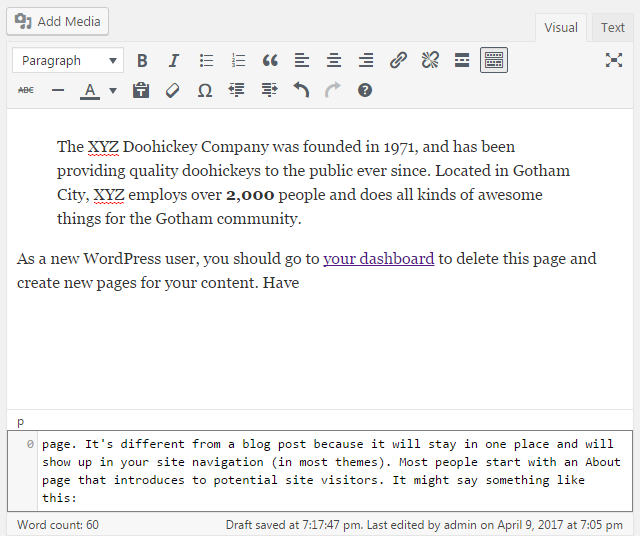 Add Media
Visual Text
Paragraph
B I
ABC A Ω
The XYZ Doohickey Company was founded in 1971, and has been
providing quality doohickeys to the public ever since. Located in Gotham
City, XYZ employs over 2,000 people and does all kinds of awesome
things for the Gotham community.
As a new WordPress user, you should go to your dashboard to delete this page and
create new pages for your content. Have
p
0 page. It's different from a blog post because it will stay in one place and will
show up in your site navigation (in most themes). Most people start with an About
page that introduces to potential site visitors. It might say something like
this:
Word count: 60 Draft saved at 7:17:47 pm. Last edited by admin on April 9, 2017 at 7:05 pm